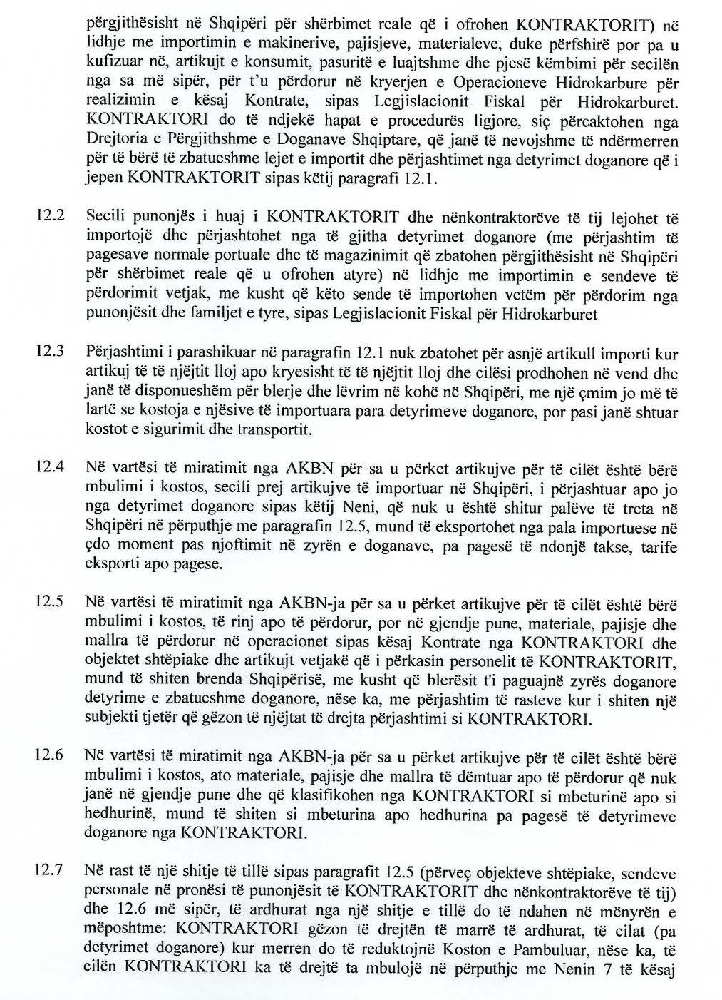 përgjithësisht në Shqipëri për shërbimet reale që i ofrohen KONTRAKTORIT) në
lidhje me importimin e makinerive, pajisjeve, materialeve, duke përfshirë por pa u
kufizuar në, artikujt e konsumit, pasuritë e luajtshme dhe pjesë këmbimi për secilën
nga sa më sipër, për t'u përdorur në kryerjen e Operacioneve Hidrokarbure për
realizimin e kësaj Kontrate, sipas Legjislacionit Fiskal për Hidrokarburet.
KONTRAKTORI do të ndjekë hapat e procedurës ligjore, siç përcaktohen nga
Drejtoria e Përgjithshme e Doganave Shqiptare, që janë të nevojshme të ndërmerren
për të bërë të zbatueshme lejet e importit dhe përjashtimet nga detyrimet doganore që i
jepen KONTRAKTORIT sipas këtij paragrafi 12.1.
12.2 Secili punonjës i huaj i KONTRAKTORIT dhe nënkontraktorëve të tij lejohet të
importojë dhe përjashtohet nga të gjitha detyrimet doganore (me përjashtim të
pagesave normale portuale dhe të magazinimit që zbatohen përgjithësisht në Shqipëri
për shërbimet reale që u ofrohen atyre) në lidhje me importimin e sendeve të
përdorimit vetjak, me kusht që këto sende të importohen vetëm për përdorim nga
punonjësit dhe familjet e tyre, sipas Legjislacionit Fiskal për Hidrokarburet
12.3 Përjashtimi i parashikuar në paragrafin 12.1 nuk zbatohet për asnjë artikull importi kur
artikuj të të njëjtit lloj apo kryesisht të të njëjtit lloj dhe cilësi prodhohen në vend dhe
janë të disponueshëm për blerje dhe lëvrim në kohë në Shqipëri, me një çmim jo më të
lartë se kostoja e njësive të importuara para detyrimeve doganore, por pasi janë shtuar
kostot e sigurimit dhe transportit.
12.4 Në vartësi të miratimit nga AKBN për sa u përket artikujve për të cilët është bërë
mbulimi i kostos, secili prej artikujve të importuar në Shqipëri, i përjashtuar apo jo
nga detyrimet doganore sipas këtij Neni, që nuk u është shitur palëve të treta në
Shqipëri në përputhje me paragrafin 12.5, mund të eksportohet nga pala importuese në
çdo moment pas njoftimit në zyrën e doganave, pa pagesë të ndonjë takse, tarife
eksporti apo pagese.
12.5 Në vartësi të miratimit nga AKBN-ja për sa u përket artikujve për të cilët është bërë
mbulimi i kostos, të rinj apo të përdorur, por në gjendje pune, materiale, pajisje dhe
mallra të përdorur në operacionet sipas kësaj Kontrate nga KONTRAKTORI dhe
objektet shtëpiake dhe artikujt vetjakë që i përkasin personelit të KONTRAKTORIT,
mund të shiten brenda Shqipërisë, me kusht që blerësit t'i paguajnë zyrës doganore
detyrime e zbatueshme doganore, nëse ka, me përjashtim të rasteve kur i shiten një
subjekti tjetër që gëzon të njëjtat të drejta përjashtimi si KONTRAKTORI.
12.6 Në vartësi të miratimit nga AKBN-ja për sa u përket artikujve për të cilët është bërë
mbulimi i kostos, ato materiale, pajisje dhe mallra të dëmtuar apo të përdorur që nuk
janë në gjendje pune dhe që klasifikohen nga KONTRAKTORI si mbeturinë apo si
hedhurinë, mund të shiten si mbeturina apo hedhurina pa pagesë të detyrimeve
doganore nga KONTRAKTORI.
12.7 Në rast të një shitje të tillë sipas paragrafit 12.5 (përveç objekteve shtëpiake, sendeve
personale në pronësi të punonjësit të KONTRAKTORIT dhe nënkontraktorëve të tij)
dhe 12.6 më sipër, të ardhurat nga një shitje e tillë do të ndahen në mënyrën e
mëposhtme: KONTRAKTORI gëzon të drejtën të marrë të ardhurat, të cilat (pa
detyrimet doganore) kur merren do të reduktojnë Koston e Pambuluar, nëse ka, të
cilën KONTRAKTORI ka të drejtë ta mbulojë në përputhje me Nenin 7 të kësaj